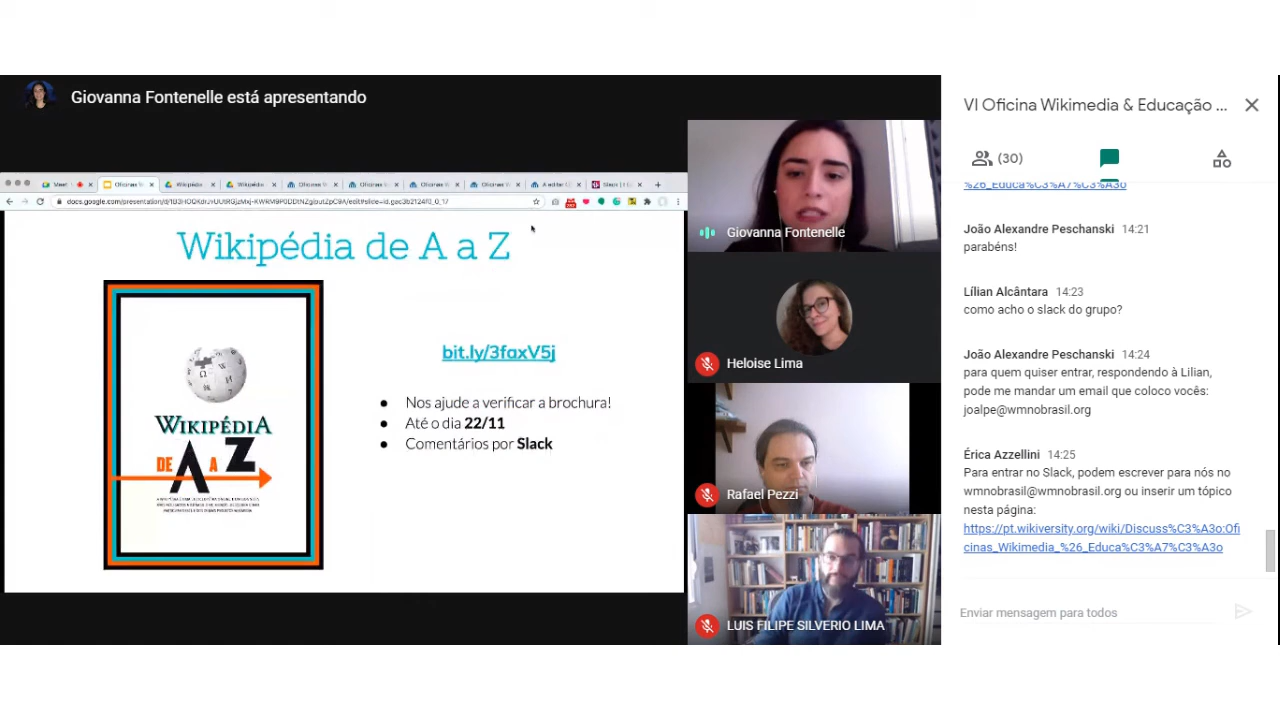 Giovanna Fontenelle está apresentando
Wikipédia de A a Z
WIKIPÉDIA
DE A A Z
bit.ly/3faxV5j
Nos ajude a verificar a brochura!
Até o dia 22/11
Comentários por Slack
Giovanna Fontenelle
Heloise Lima
Rafael Pezzi
LUIS FILIPE SILVERIO LIMA
VI Oficina Wikimedia & Educação ...
(30)
%26_Educa%C3%A7%C3%A3o
João Alexandre Peschanski 14:21
parabéns!
Lílian Alcântara 14:23
como acho o slack do grupo?
João Alexandre Peschanski 14:24
para quem quiser entrar, respondendo à Lilian,
pode me mandar um email que coloco vocês:
joalpe@wmnobrasil.org
Érica Azzellini 14:25
Para entrar no Slack, podem escrever para nós no
wmnobrasil@wmnobrasil.org ou inserir um tópico
nesta página:
https://pt.wikiversity.org/wiki/Discuss%C3%A3o:Ofi
cinas_Wikimedia_%26_Educa%C3%A7%C3%A3o
Enviar mensagem para todos